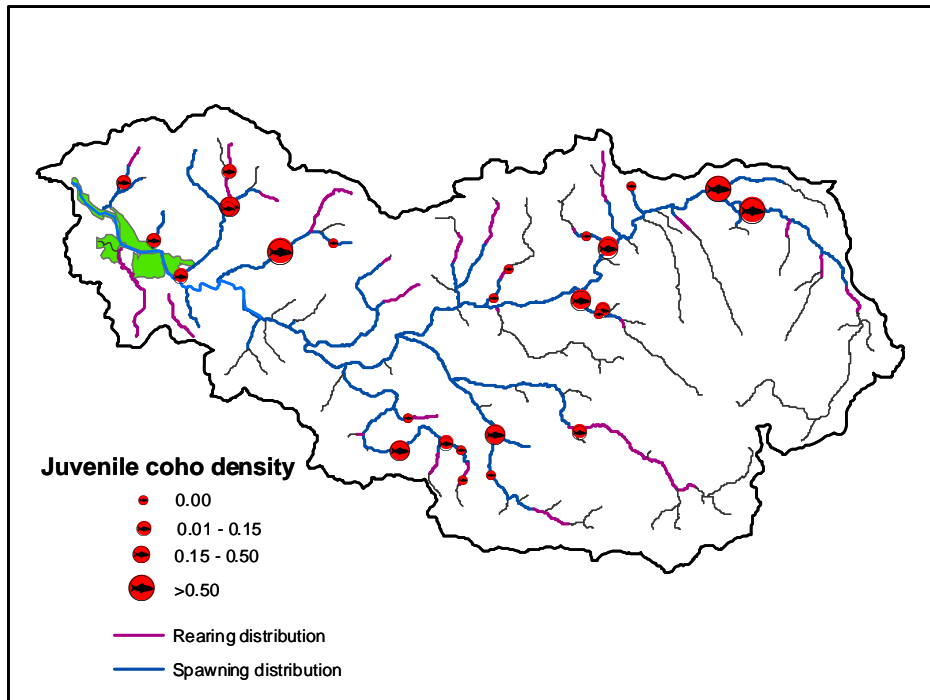 Juvenile coho density
0.00
0.01 - 0.15
0.15 - 0.50
>0.50
Rearing distribution
Spawning distribution